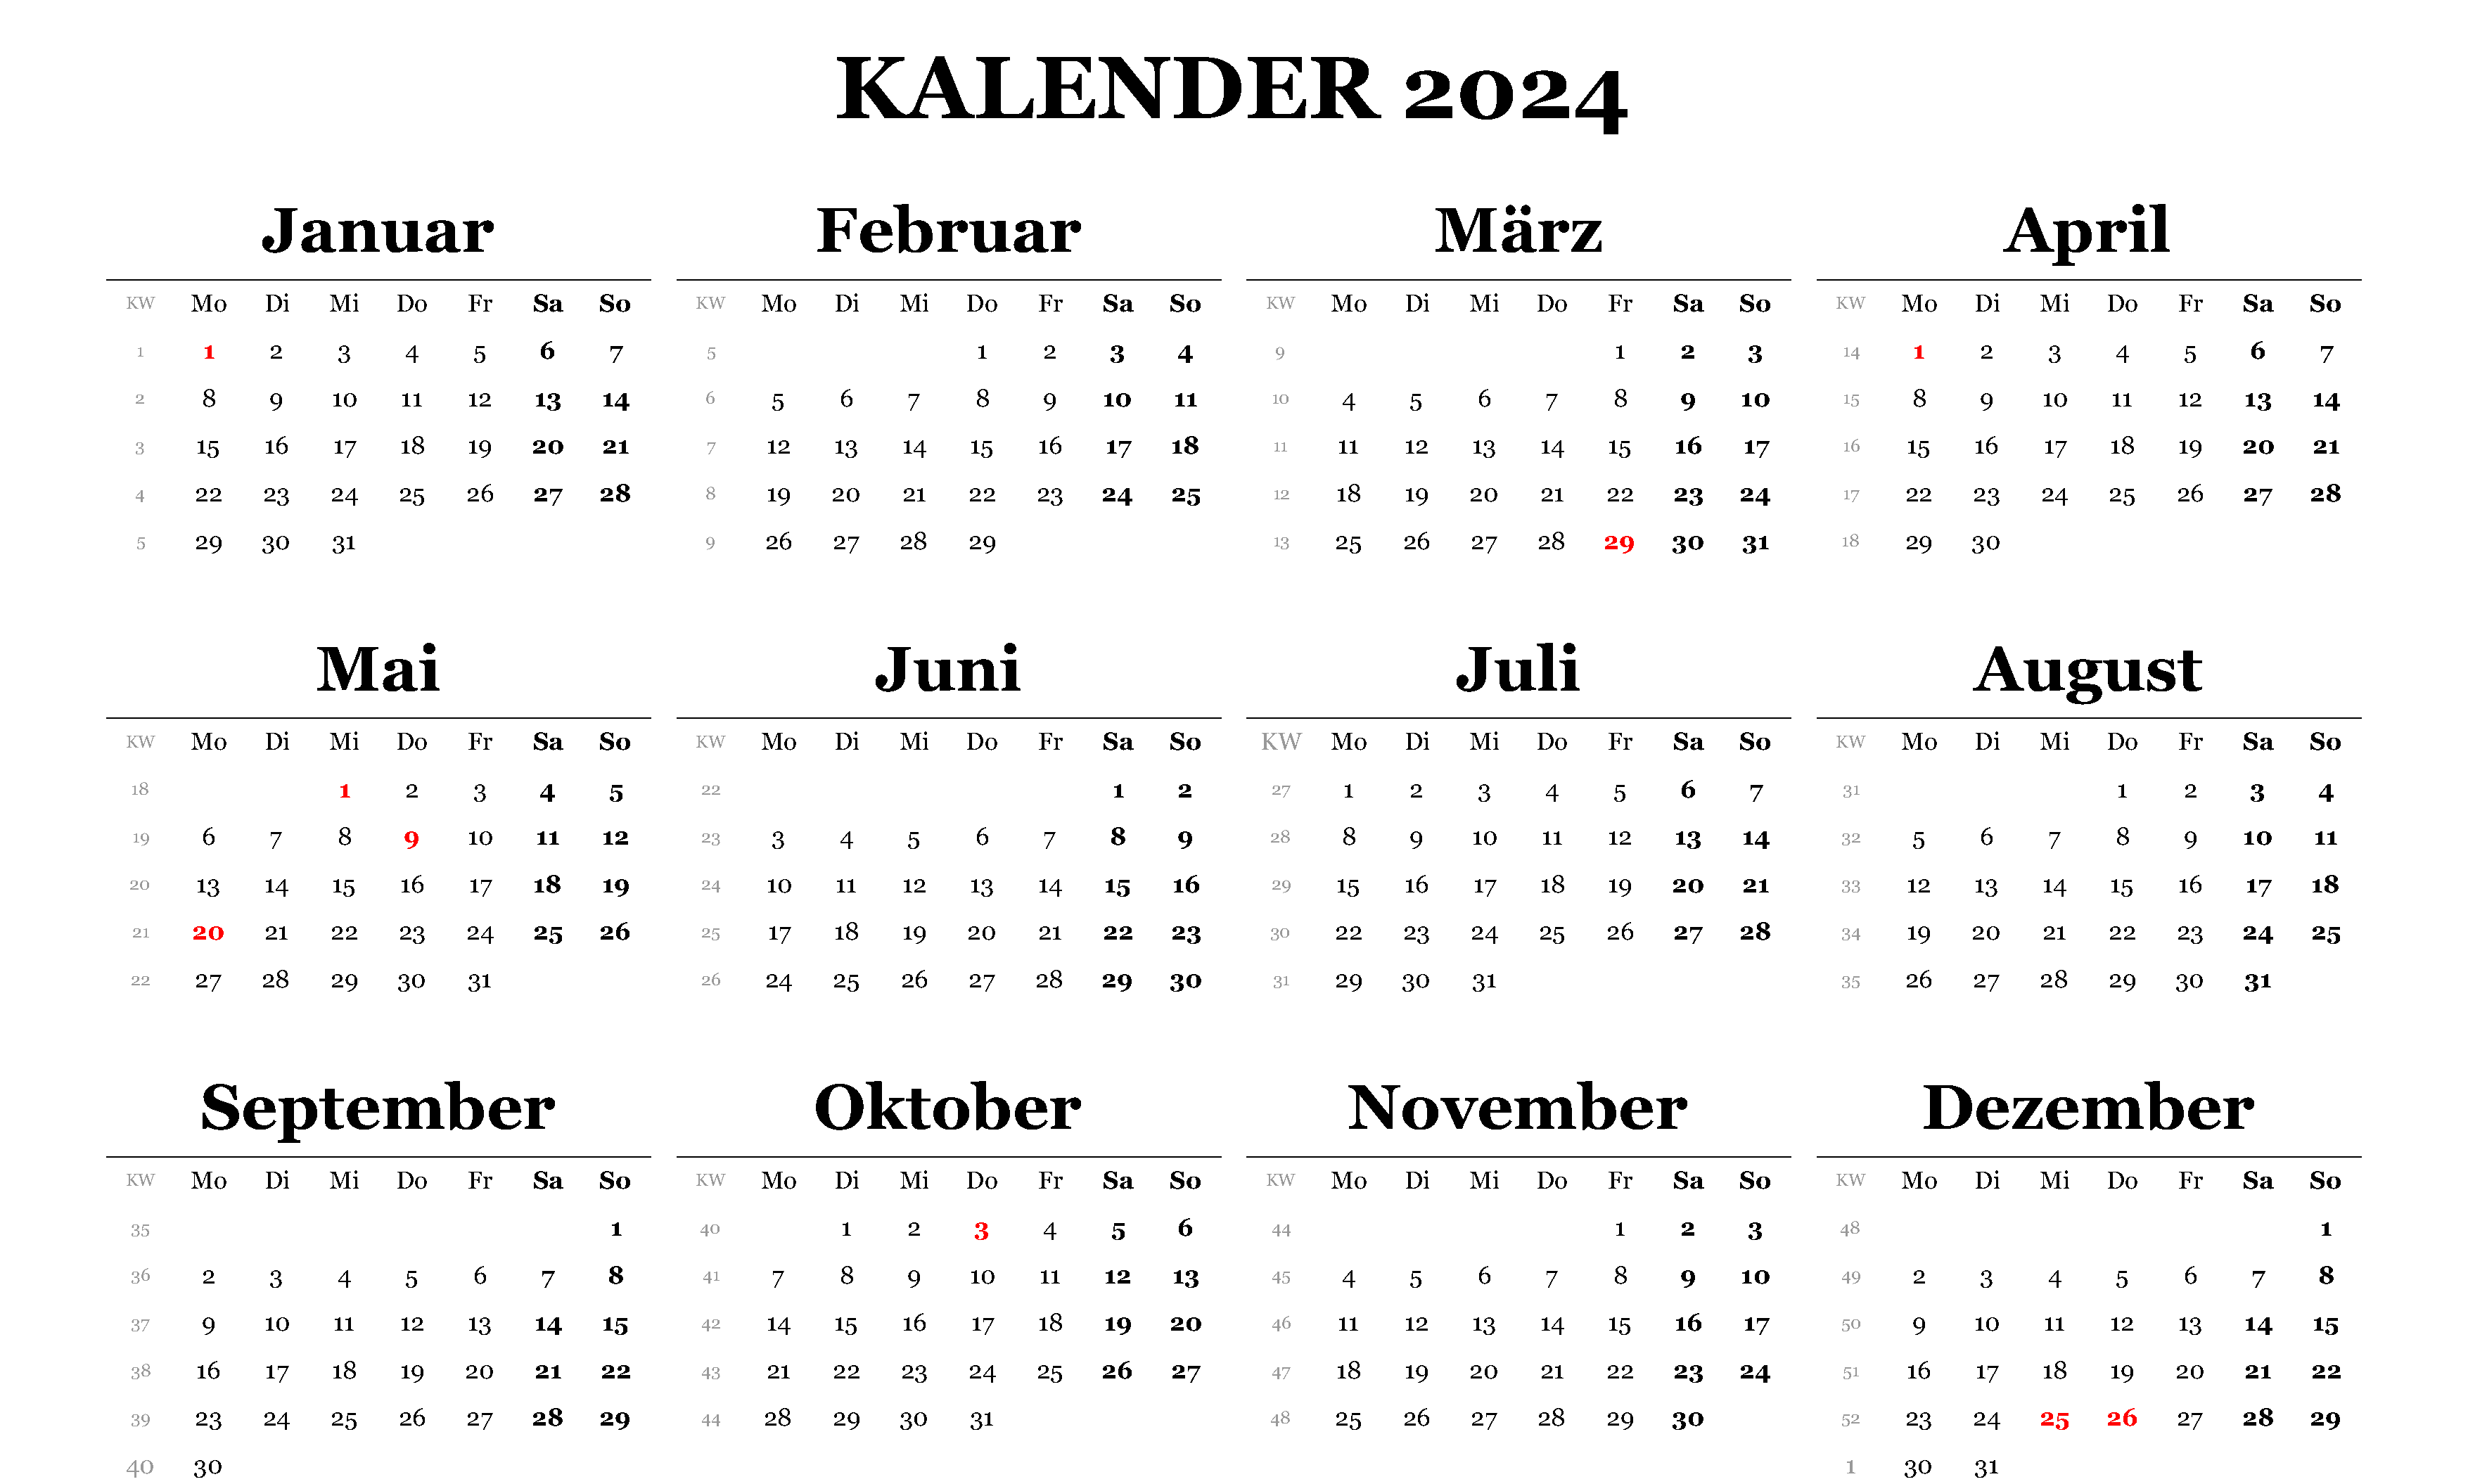 KALENDER 2024
Januar Februar März April
KW Mo Di Mi Do Fr Sa So KW Mo Di Mi Do Fr Sa So KW Mo Di Mi Do Fr Sa So KW Mo Di Mi Do Fr Sa So
1 1 2 3 4 5 6 7 5 1 2 3 4 9 1 2 3 14 1 2 3 4 5 6 7
2 8 9 10 11 12 13 14 6 5 6 7 8 9 10 11 10 4 5 6 7 8 9 10 15 8 9 10 11 12 13 14
3 15 16 17 18 19 20 21 7 12 13 14 15 16 17 18 11 11 12 13 14 15 16 17 16 15 16 17 18 19 20 21
4 22 23 24 25 26 27 28 8 19 20 21 22 23 24 25 12 18 19 20 21 22 23 24 17 22 23 24 25 26 27 28
5 29 30 31 9 26 27 28 29 13 25 26 27 28 29 30 31 18 29 30
Mai Juni Juli August
KW Mo Di Mi Do Fr Sa So KW Mo Di Mi Do Fr Sa So KW Mo Di Mi Do Fr Sa So KW Mo Di Mi Do Fr Sa So
18 1 2 3 4 5 22 1 2 27 1 2 3 4 5 6 7 31 1 2 3 4
19 6 7 8 9 10 11 12 23 3 4 5 6 7 8 9 28 8 9 10 11 12 13 14 32 5 6 7 8 9 10 11
20 13 14 15 16 17 18 19 24 10 11 12 13 14 15 16 29 15 16 17 18 19 20 21 33 12 13 14 15 16 17 18
21 20 21 22 23 24 25 26 25 17 18 19 20 21 22 23 30 22 23 24 25 26 27 28 34 19 20 21 22 23 24 25
22 27 28 29 30 31 26 24 25 26 27 28 29 30 31 29 30 31 35 26 27 28 29 30 31
September Oktober November Dezember
KW Mo Di Mi Do Fr Sa So KW Mo Di Mi Do Fr Sa So KW Mo Di Mi Do Fr Sa So KW Mo Di Mi Do Fr Sa So
35 1 40 1 2 3 4 5 6 44 1 2 3 48 1
36 2 3 4 5 6 7 8 41 7 8 9 10 11 12 13 45 4 5 6 7 8 9 10 49 2 3 4 5 6 7 8
37 9 10 11 12 13 14 15 42 14 15 16 17 18 19 20 46 11 12 13 14 15 16 17 50 9 10 11 12 13 14 15
38 16 17 18 19 20 21 22 43 21 22 23 24 25 26 27 47 18 19 20 21 22 23 24 51 16 17 18 19 20 21 22
39 23 24 25 26 27 28 29 44 28 29 30 31 48 25 26 27 28 29 30 52 23 24 25 26 27 28 29
40 30 1 30 31